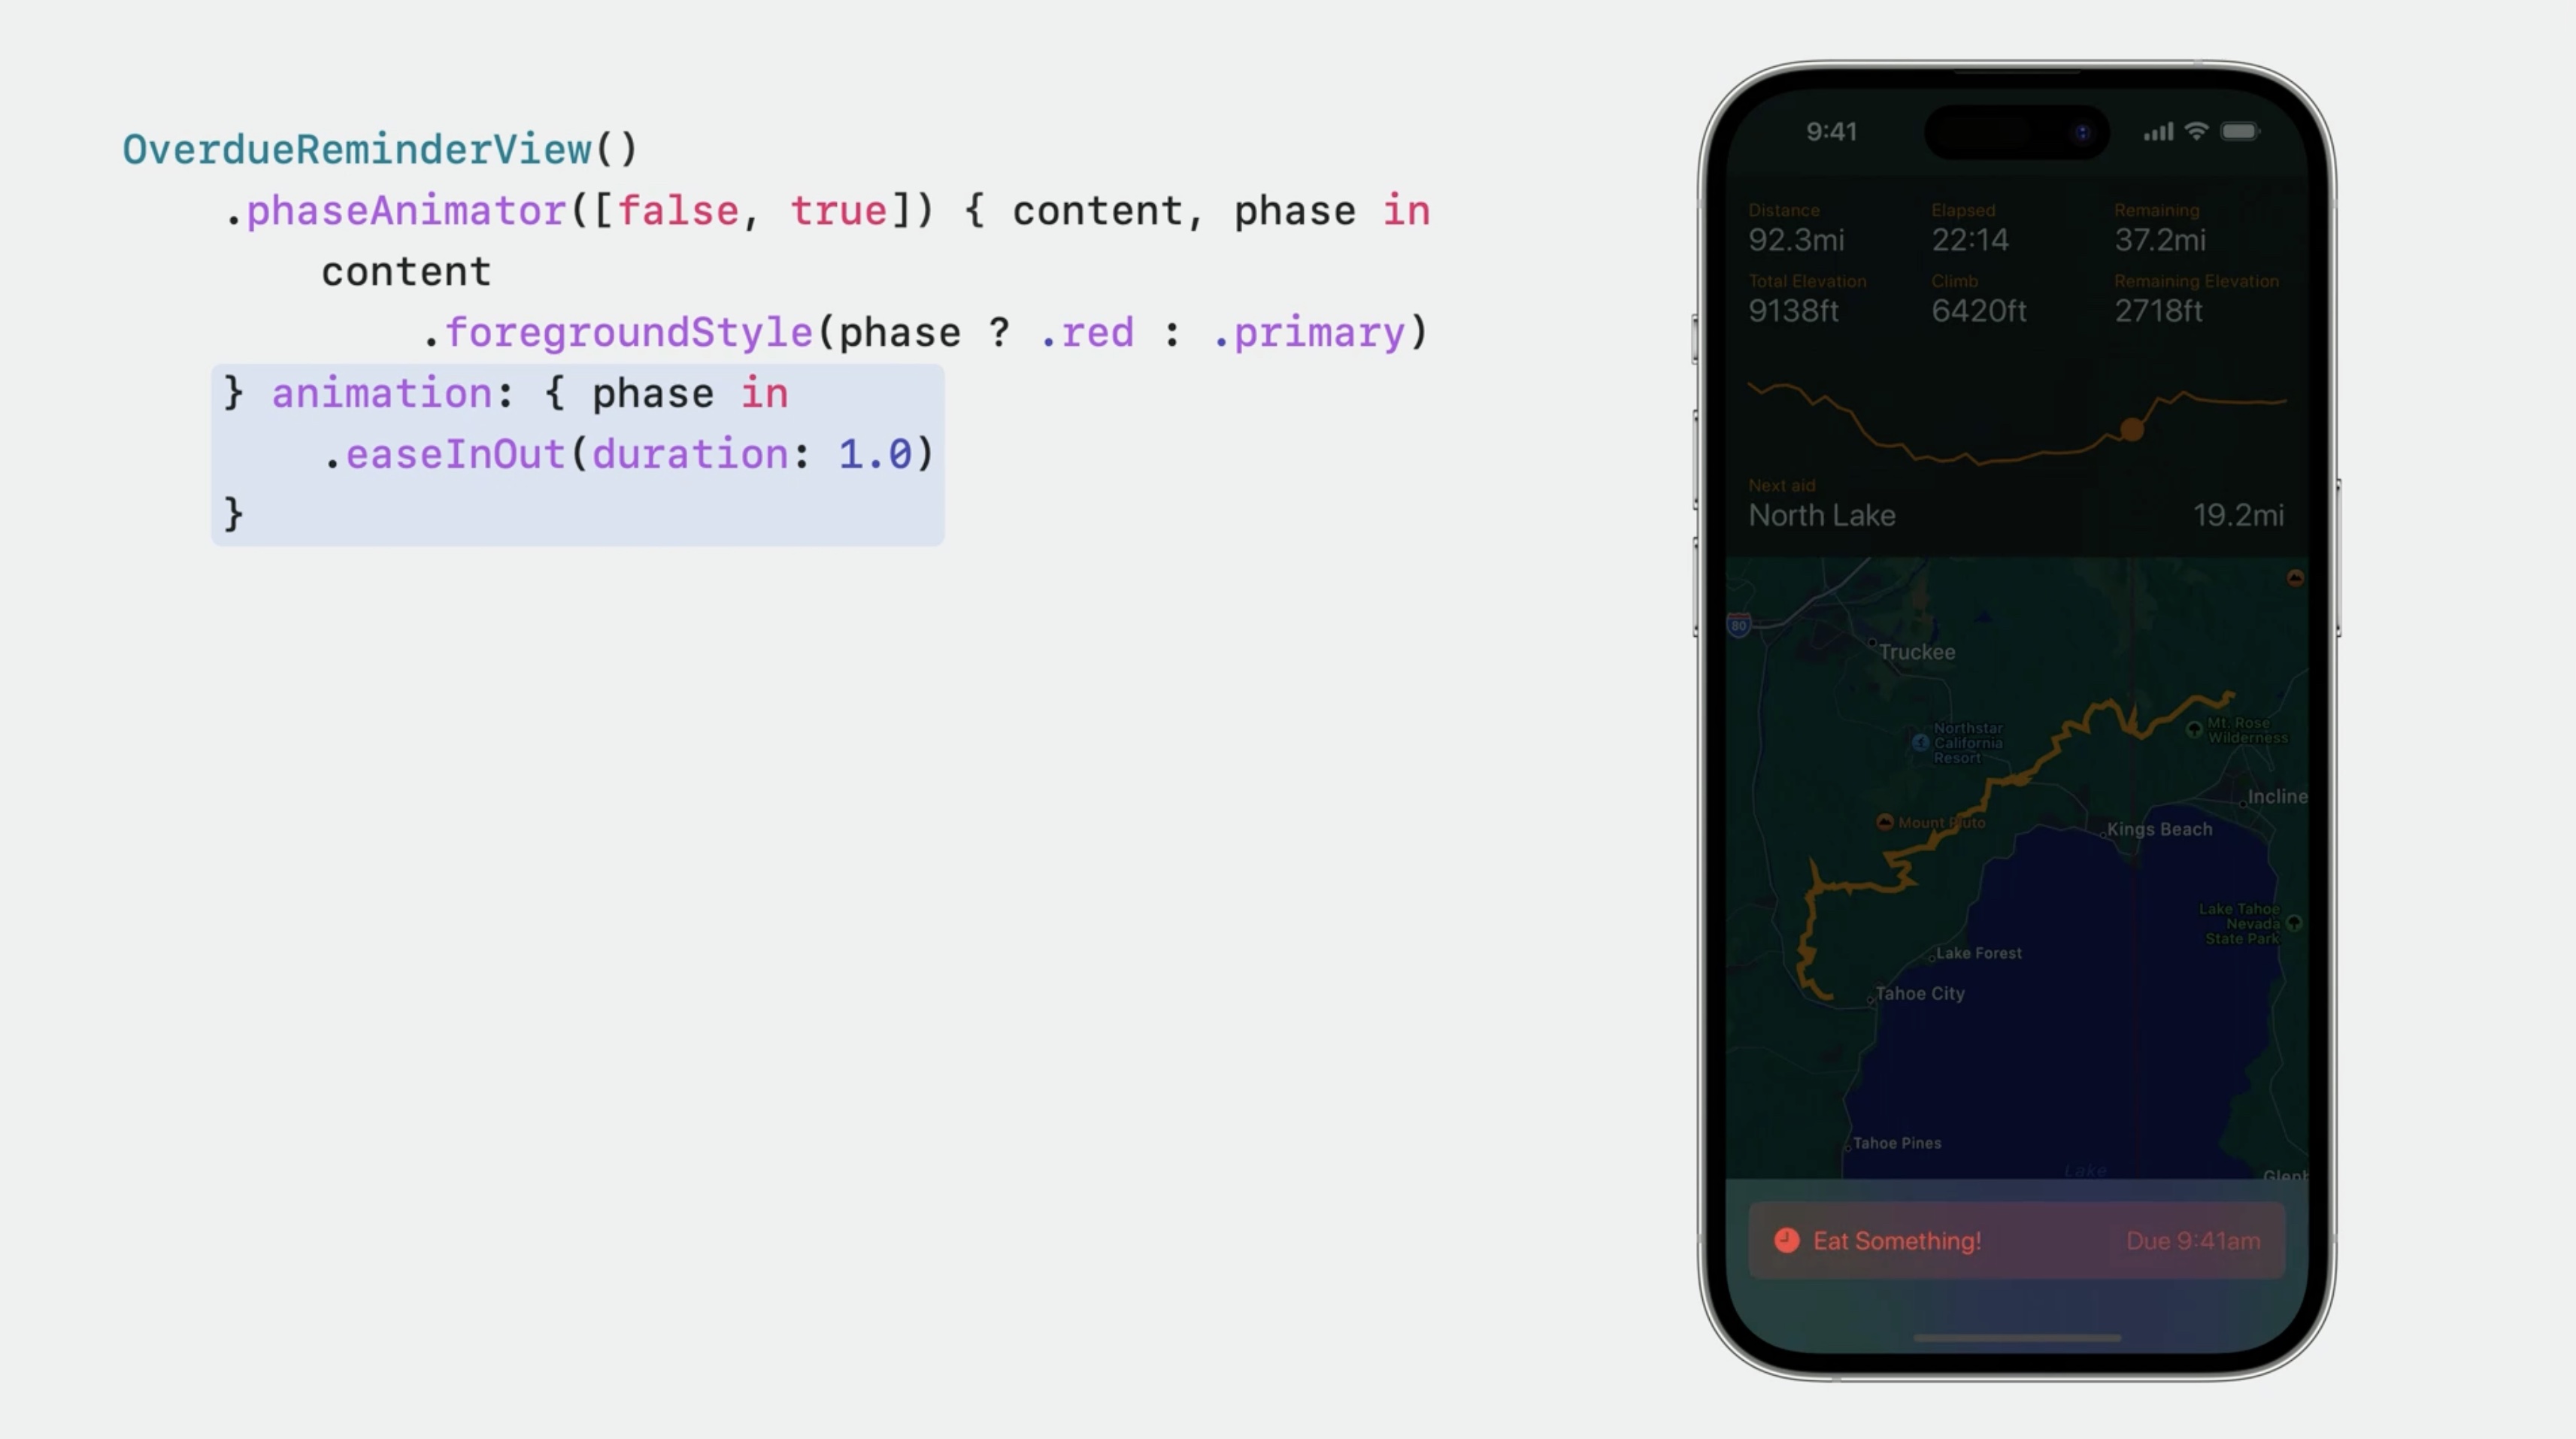 OverdueReminderView()
.phaseAnimator([false, true]) { content, phase in
content
.foregroundStyle(phase ? .red : .primary)
} animation: { phase in
.easeInOut(duration: 1.0)
}
9:41
Distance Elapsed Remaining
92.3mi 22:14 37.2mi
Total Elevation Climb Remaining Elevation
9138ft 6420ft 2718ft
Next aid
North Lake 19.2mi
80
Truckee
Northstar
California
Resort
Mt. Rose
Wilderness
Incline
Mount Pluto
Kings Beach
Lake Tahoe
Nevada
State Park
Lake Forest
Tahoe City
Tahoe Pines
Lake
Glenb
Eat Something! Due 9:41am